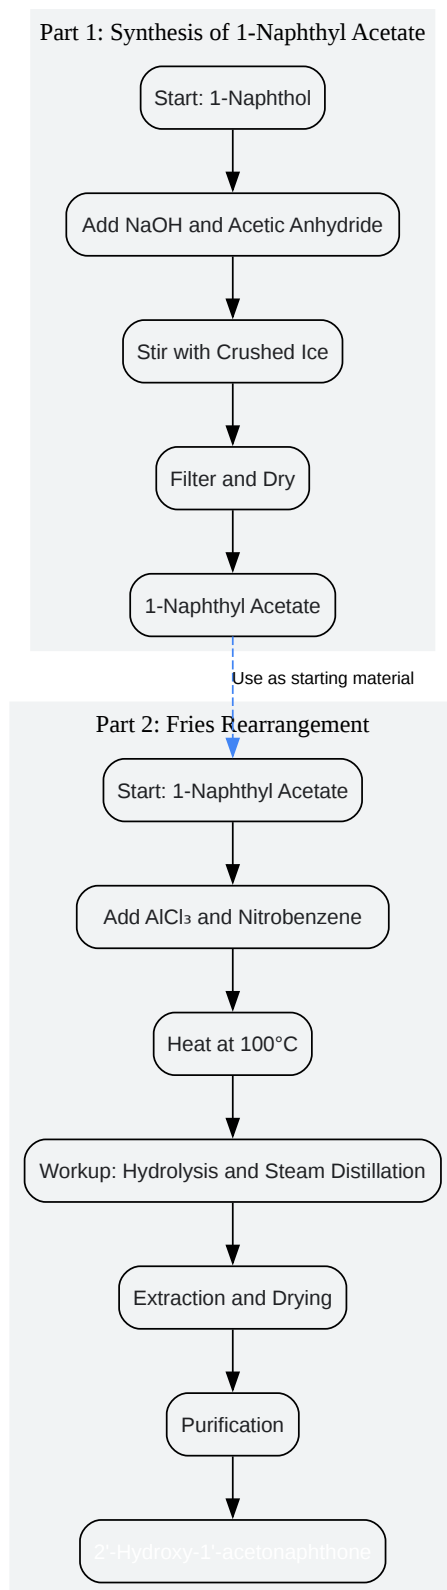 Part 1: Synthesis of 1-Naphthyl Acetate
Start: 1-Naphthol
Add NaOH and Acetic Anhydride
Stir with Crushed Ice
Filter and Dry
1-Naphthyl Acetate
Use as starting material
Part 2: Fries Rearrangement
Start: 1-Naphthyl Acetate
Add AlCl₃ and Nitrobenzene
Heat at 100°C
Workup: Hydrolysis and Steam Distillation
Extraction and Drying
Purification
2'-Hydroxy-1'-acetonaphthone